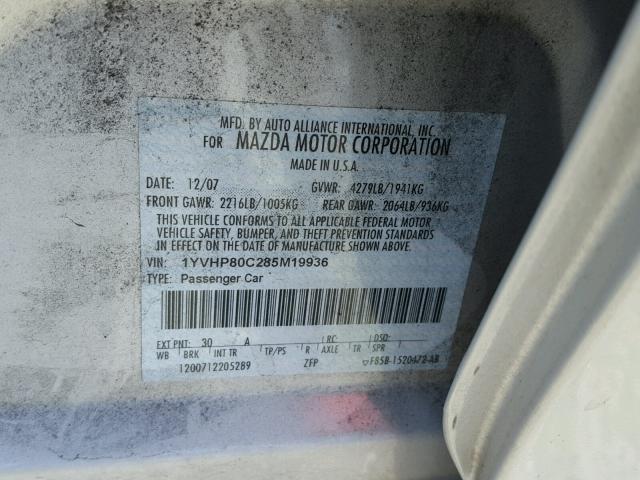 MFD. BY AUTO ALLIANCE INTERNATIONAL, INC.
FOR MAZDA MOTOR CORPORATION
MADE IN U.S.A.
DATE: 12/07 GVWR: 4279LB/1941KG
FRONT GAWR: 2216LB/1005KG REAR GAWR: 2064LB/936KG
THIS VEHICLE CONFORMS TO ALL APPLICABLE FEDERAL MOTOR
VEHICLE SAFETY, BUMPER, AND THEFT PREVENTION STANDARDS
IN EFFECT ON THE DATE OF MANUFACTURE SHOWN ABOVE.
VIN: 1YVHP80C285M19936
TYPE: Passenger Car
EXT PNT: 30 A RC: DSO:
WB BRK INT TR TP/PS R AXLE TR SPR
1200712205289 ZFP F85B-1520472-AB